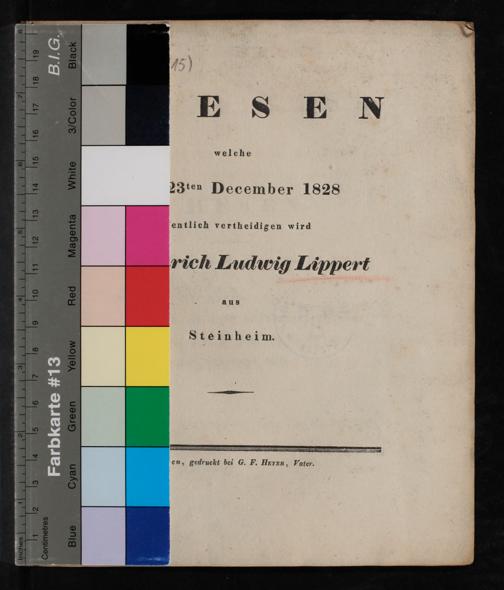 15)
ESEN
welche
23ten December 1828
entlich vertheidigen wird
rich Ludwig Lippert
aus
Steinheim.
en, gedruckt bei G. F. HEYER, Vater.
B.I.G.
Farbkarte #13
Black
3/Color
White
Magenta
Red
Yellow
Green
Cyan
Blue
Centimetres
Inches
1
2
3
4
5
6
7
8
9
10
11
12
13
14
15
16
17
18
19